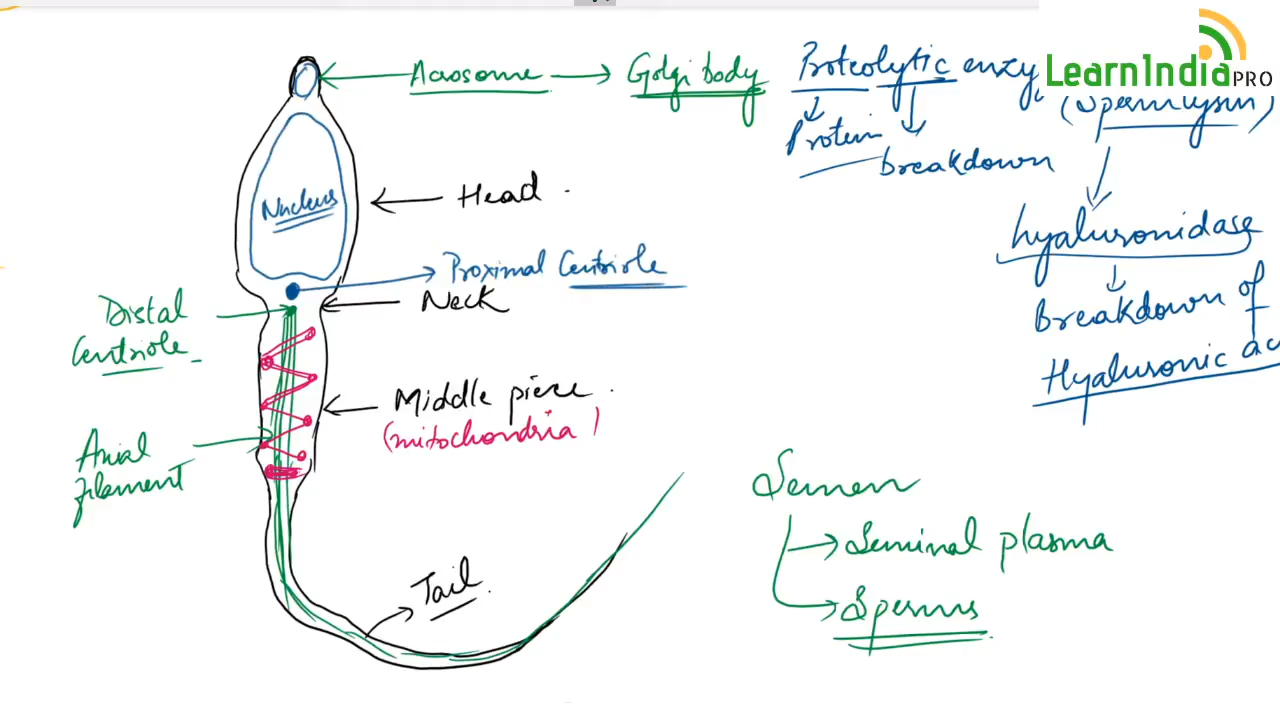 Acrosome
Golgi body
Proteolytic enzy
LearnIndia PRO
(Spermlysin)
Protein
breakdown
Nucleus
Head
hyaluronidase
Proximal Centriole
Neck
Distal
Centriole
Breakdown of
Hyaluronic ac
Middle piece
(mitochondria)
Axial
filament
Semen
Seminal plasma
Tail
Sperms